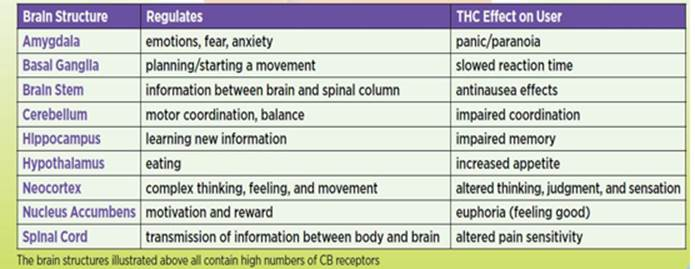 Brain Structure Regulates THC Effect on User
Amygdala emotions, fear, anxiety panic/paranoia
Basal Ganglia planning/starting a movement slowed reaction time
Brain Stem information between brain and spinal column antinausea effects
Cerebellum motor coordination, balance impaired coordination
Hippocampus learning new information impaired memory
Hypothalamus eating increased appetite
Neocortex complex thinking, feeling, and movement altered thinking, judgment, and sensation
Nucleus Accumbens motivation and reward euphoria (feeling good)
Spinal Cord transmission of information between body and brain altered pain sensitivity
The brain structures illustrated above all contain high numbers of CB receptors